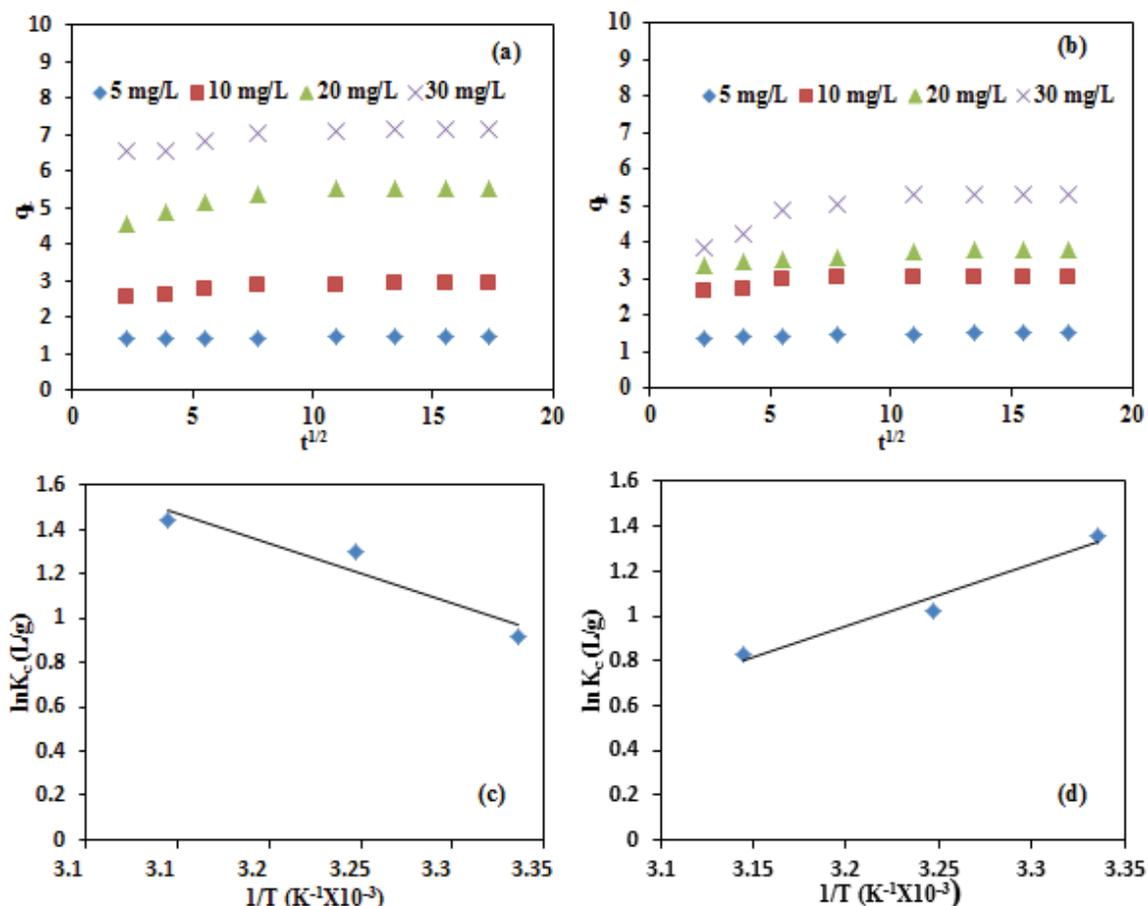 (a)
5 mg/L 10 mg/L 20 mg/L 30 mg/L
10
9
8
7
6
5
4
3
2
1
0
qt
0 5 10 15 20
t1/2
(b)
5 mg/L 10 mg/L 20 mg/L 30 mg/L
10
9
8
7
6
5
4
3
2
1
0
qt
0 5 10 15 20
t1/2
1.6
1.4
1.2
1
0.8
0.6
0.4
0.2
0
lnKc (L/g)
(c)
3.1 3.1 3.2 3.25 3.3 3.35
1/T (K-1X10-3)
1.6
1.4
1.2
1
0.8
0.6
0.4
0.2
0
ln Kc (L/g)
(d)
3.1 3.15 3.2 3.25 3.3 3.35
1/T (K-1X10-3)